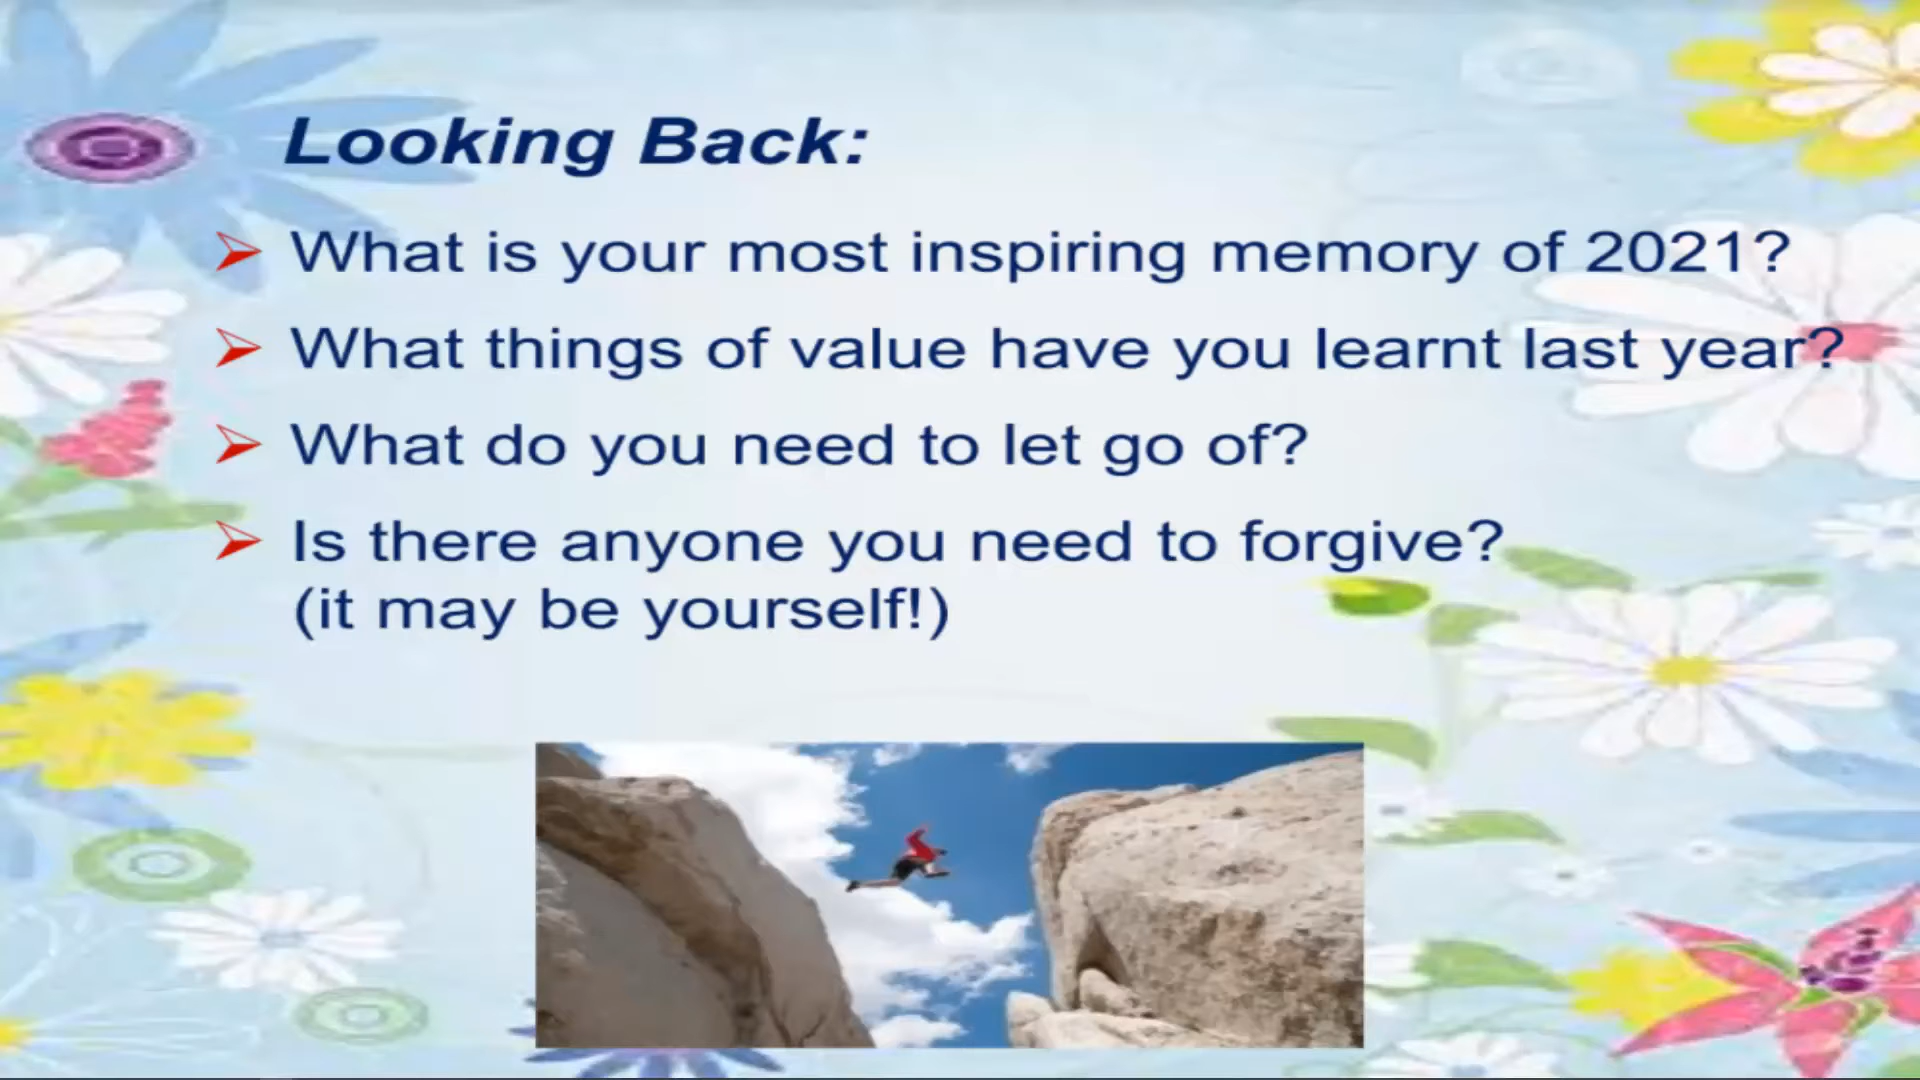 Looking Back:
What is your most inspiring memory of 2021?
What things of value have you learnt last year?
What do you need to let go of?
Is there anyone you need to forgive?
(it may be yourself!)